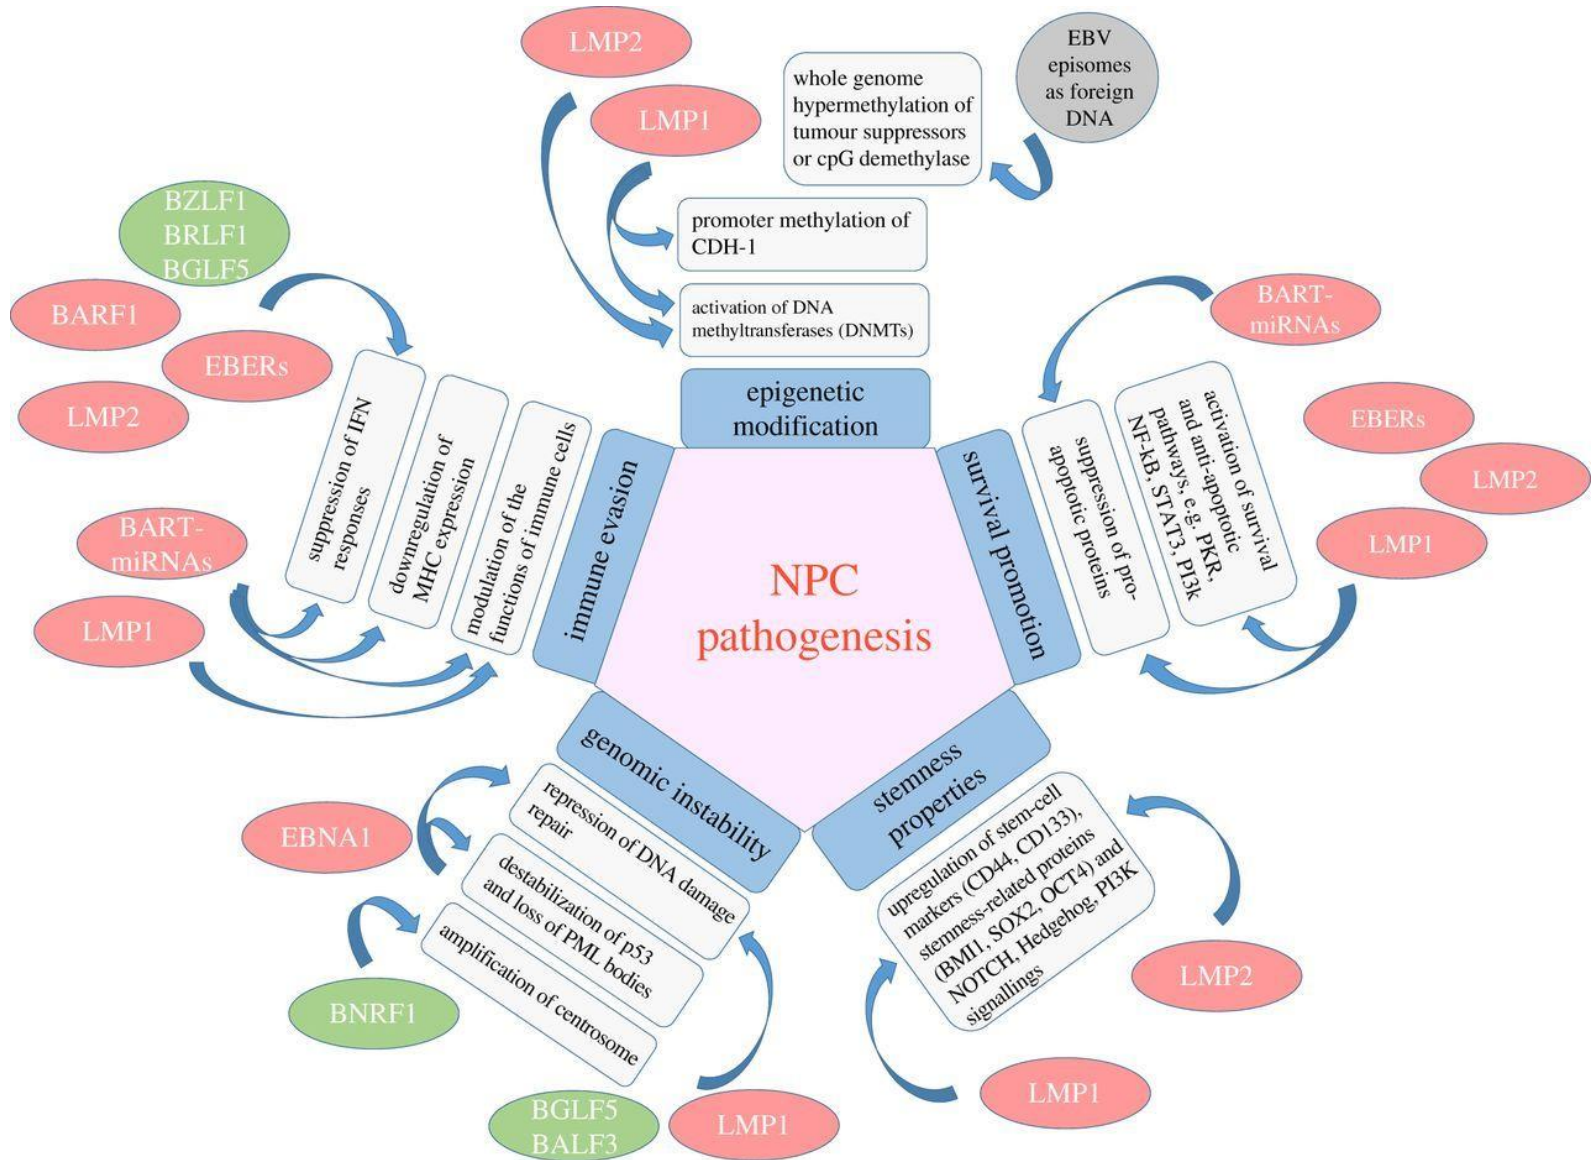 LMP2
LMP1
whole genome
hypermethylation of
tumour suppressors
or cpG demethylase
EBV
episomes
as foreign
DNA
promoter methylation of
CDH-1
activation of DNA
methyltransferases (DNMTs)
epigenetic
modification
BZLF1
BRLF1
BGLF5
BARF1
EBERs
LMP2
BART-
miRNAs
LMP1
suppression of IFN
responses
downregulation of
MHC expression
modulation of the
functions of immune cells
immune evasion
NPC
pathogenesis
survival promotion
suppression of pro-
apoptotic proteins
activation of survival
and anti-apoptotic
pathways, e.g. PKR,
NF-kB, STAT3, PI3k
BART-
miRNAs
EBERs
LMP2
LMP1
genomic instability
repression of DNA damage
repair
destabilization of p53
and loss of PML bodies
amplification of centrosome
EBNA1
BNRF1
BGLF5
BALF3
LMP1
stemness
properties
upregulation of stem-cell
markers (CD44, CD133),
stemness-related proteins
(BMI1, SOX2, OCT4) and
NOTCH, Hedgehog, PI3K
signallings
LMP2
LMP1